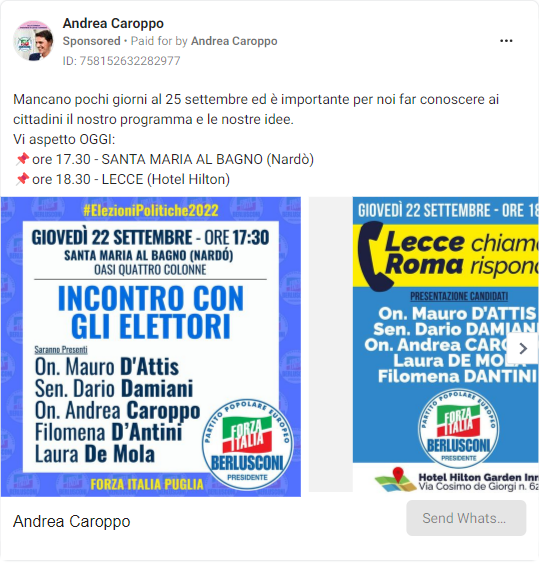 Andrea Caroppo
Sponsored • Paid for by Andrea Caroppo
ID: 758152632282977
Mancano pochi giorni al 25 settembre ed è importante per noi far conoscere ai
cittadini il nostro programma e le nostre idee.
Vi aspetto OGGI:
📌ore 17.30 - SANTA MARIA AL BAGNO (Nardò)
📌ore 18.30 - LECCE (Hotel Hilton)
#ElezioniPolitiche2022
GIOVEDÌ 22 SETTEMBRE - ORE 17:30
SANTA MARIA AL BAGNO (NARDÓ)
OASI QUATTRO COLONNE
INCONTRO CON
GLI ELETTORI
Saranno Presenti
On. Mauro D'Attis
Sen. Dario Damiani
On. Andrea Caroppo
Filomena D'Antini
Laura De Mola
PARTITO POPOLARE EUROPEO
FORZA
ITALIA
BERLUSCONI
PRESIDENTE
FORZA ITALIA PUGLIA
GIOVEDÌ 22 SETTEMBRE - ORE 18
Lecce chiam
Roma rispon
PRESENTAZIONE CANDIDATI
On. Mauro D'ATTIS
Sen. Dario DAMIANI
On. Andrea CARO
Laura DE MOLA
Filomena DANTINI
PARTITO POPOLARE EUROPEO
FORZA
ITALIA
BERLUSCONI
PRESIDENTE
Hotel Hilton Garden Inn
Via Cosimo de Giorgi n. 62
Andrea Caroppo
Send Whats...